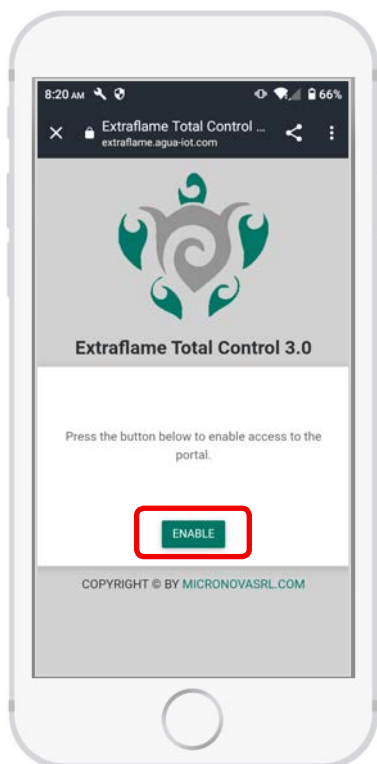 8:20 AM 66%
Extraflame Total Control ...
extraflame.agua-iot.com
Extraflame Total Control 3.0
Press the button below to enable access to the
portal.
ENABLE
COPYRIGHT © BY MICRONOVASRL.COM